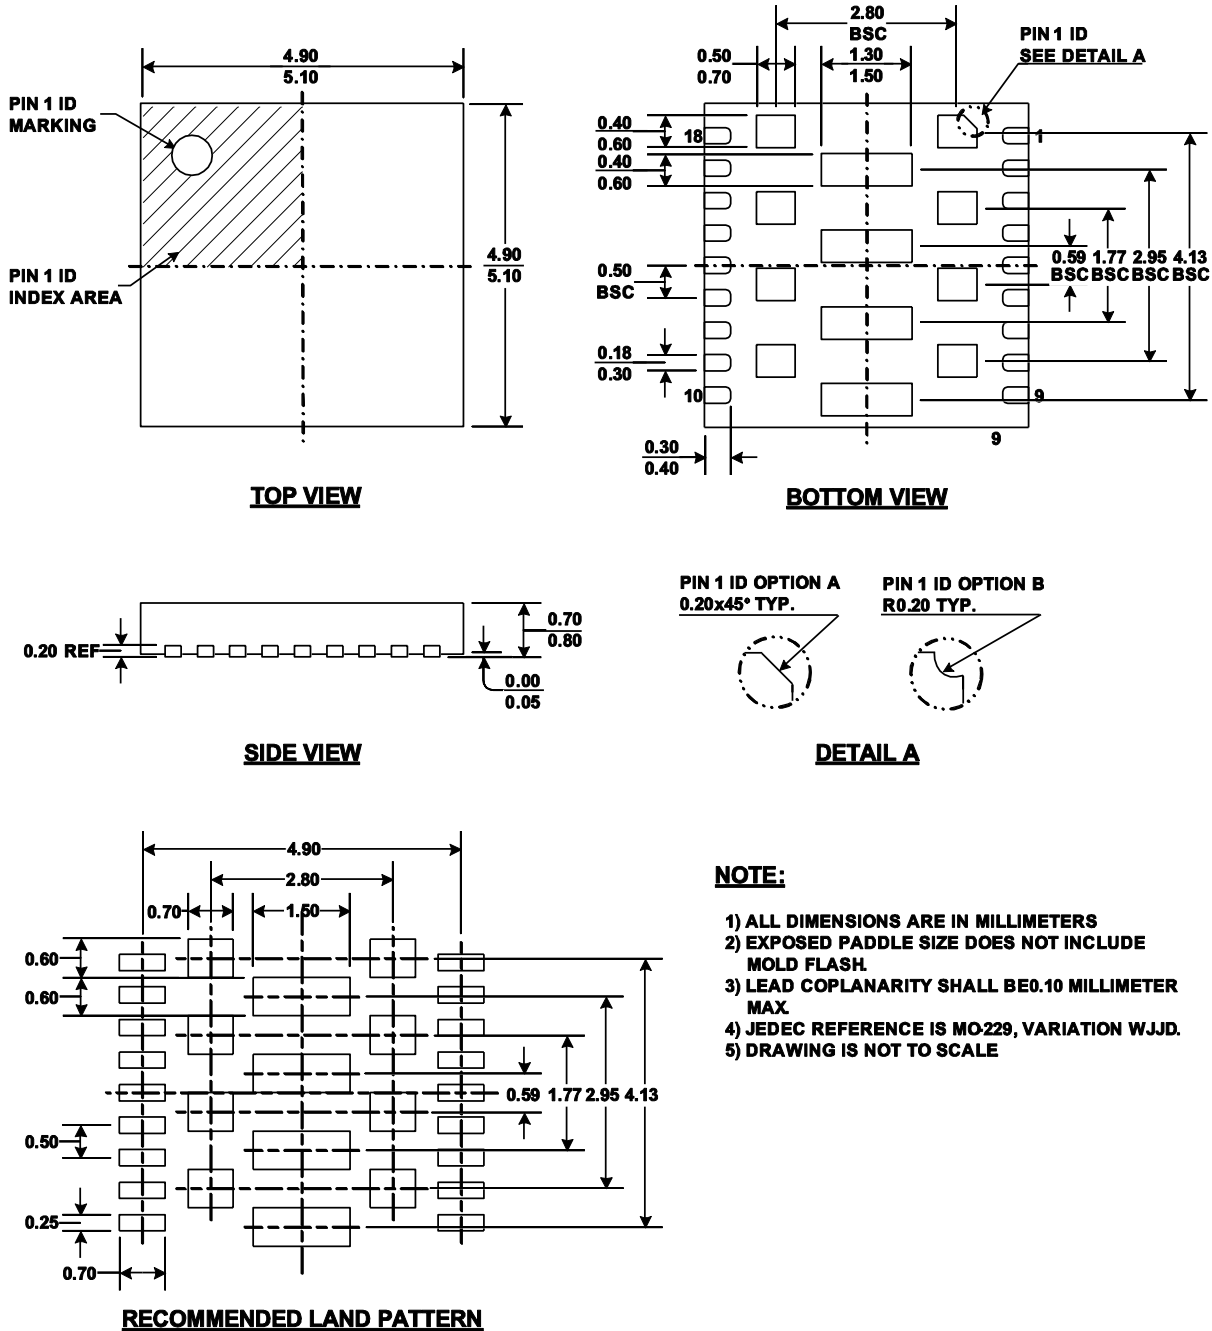 4.90
5.10
PIN 1 ID
MARKING
4.90
5.10
PIN 1 ID
INDEX AREA
TOP VIEW
2.80
BSC
PIN 1 ID
SEE DETAIL A
0.50
0.70
1.30
1.50
0.40
0.60
0.40
0.60
18
1
0.50
BSC
0.59 1.77 2.95 4.13
BSC BSC BSC BSC
0.18
0.30
10
9
9
0.30
0.40
BOTTOM VIEW
0.20 REF
0.70
0.80
0.00
0.05
SIDE VIEW
PIN 1 ID OPTION A
0.20x45° TYP.
PIN 1 ID OPTION B
R0.20 TYP.
DETAIL A
4.90
2.80
0.70
1.50
0.60
0.60
0.59 1.77 2.95 4.13
0.50
0.25
0.70
RECOMMENDED LAND PATTERN
NOTE:
1) ALL DIMENSIONS ARE IN MILLIMETERS
2) EXPOSED PADDLE SIZE DOES NOT INCLUDE
MOLD FLASH.
3) LEAD COPLANARITY SHALL BE0.10 MILLIMETER
MAX.
4) JEDEC REFERENCE IS MO-229, VARIATION WJJD.
5) DRAWING IS NOT TO SCALE